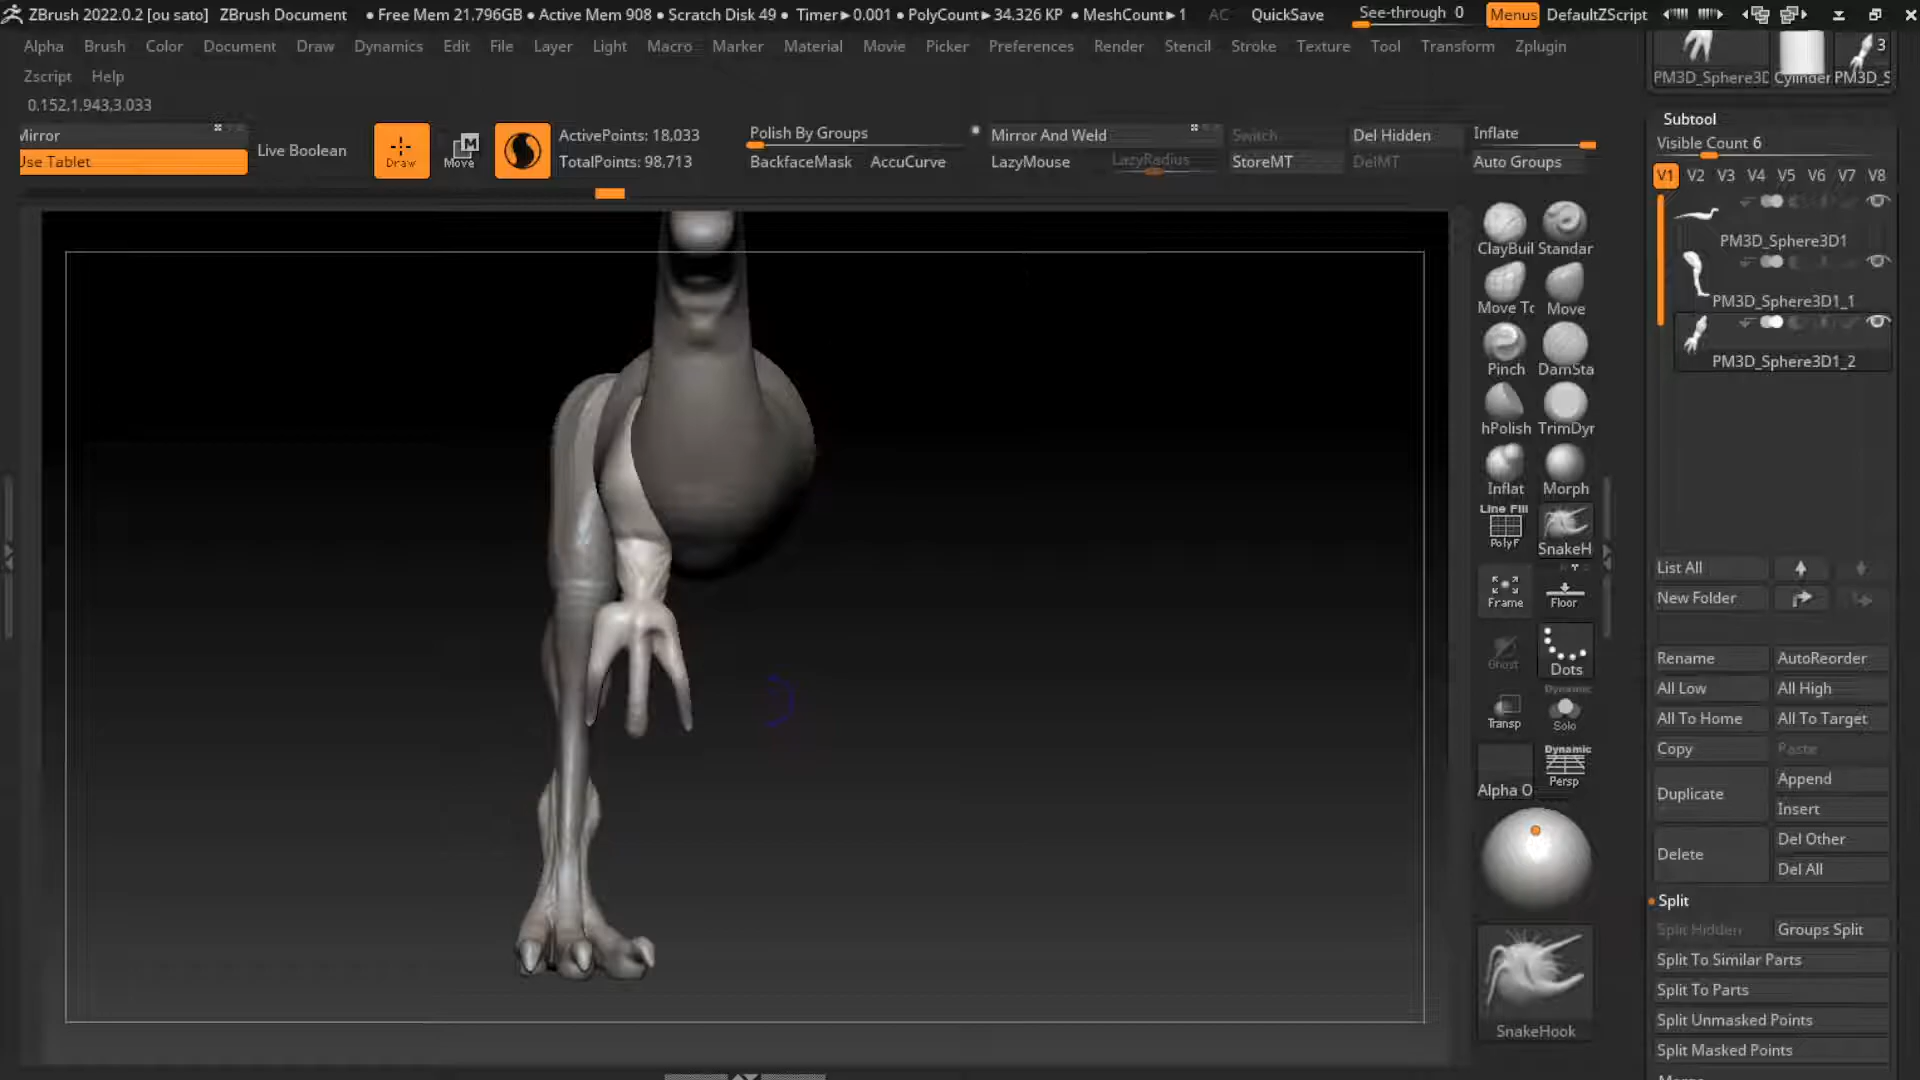 ZBrush 2022.0.2 [ou sato] ZBrush Document • Free Mem 21.796GB • Active Mem 908 • Scratch Disk 49 • Timer▶0.001 • PolyCount▶34.326 KP • MeshCount▶1 AC QuickSave See-through 0 Menus DefaultZScript
Alpha Brush Color Document Draw Dynamics Edit File Layer Light Macro Marker Material Movie Picker Preferences Render Stencil Stroke Texture Tool Transform Zplugin
Zscript Help
0.152,1.943,3.033
Mirror
Use Tablet
Live Boolean
Draw
Move
ActivePoints: 18,033
TotalPoints: 98,713
Polish By Groups
BackfaceMask AccuCurve
Mirror And Weld
LazyMouse LazyRadius
Switch
StoreMT
Del Hidden
DelMT
Inflate
Auto Groups
PM3D_Sphere3D Cylinder PM3D_S
3
Subtool
Visible Count 6
V1 V2 V3 V4 V5 V6 V7 V8
PM3D_Sphere3D1
PM3D_Sphere3D1_1
PM3D_Sphere3D1_2
ClayBuil Standar
Move To Move
Pinch DamSta
hPolish TrimDyr
Inflat Morph
Line Fill
PolyF
SnakeH
Frame
Floor
Ghost
Dots
Transp
Dynamic
Solo
Alpha O
Dynamic
Persp
SnakeHook
List All
New Folder
Rename AutoReorder
All Low All High
All To Home All To Target
Copy Paste
Duplicate
Append
Insert
Delete
Del Other
Del All
Split
Split Hidden Groups Split
Split To Similar Parts
Split To Parts
Split Unmasked Points
Split Masked Points